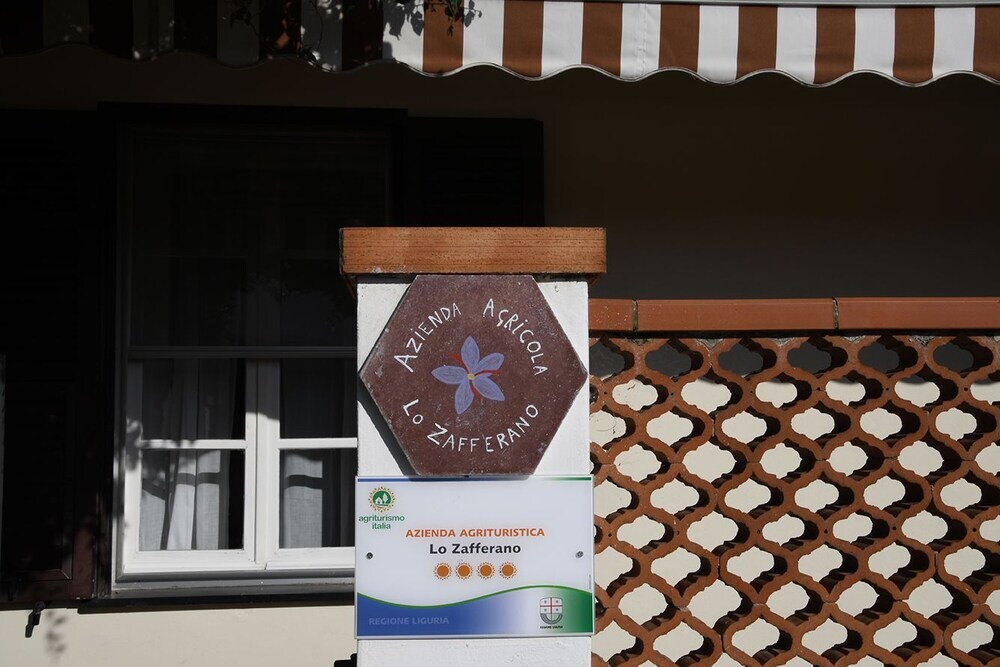 AZIENDA AGRICOLA
LO ZAFFERANO
agriturismo
italia
AZIENDA AGRITURISTICA
Lo Zafferano
REGIONE LIGURIA